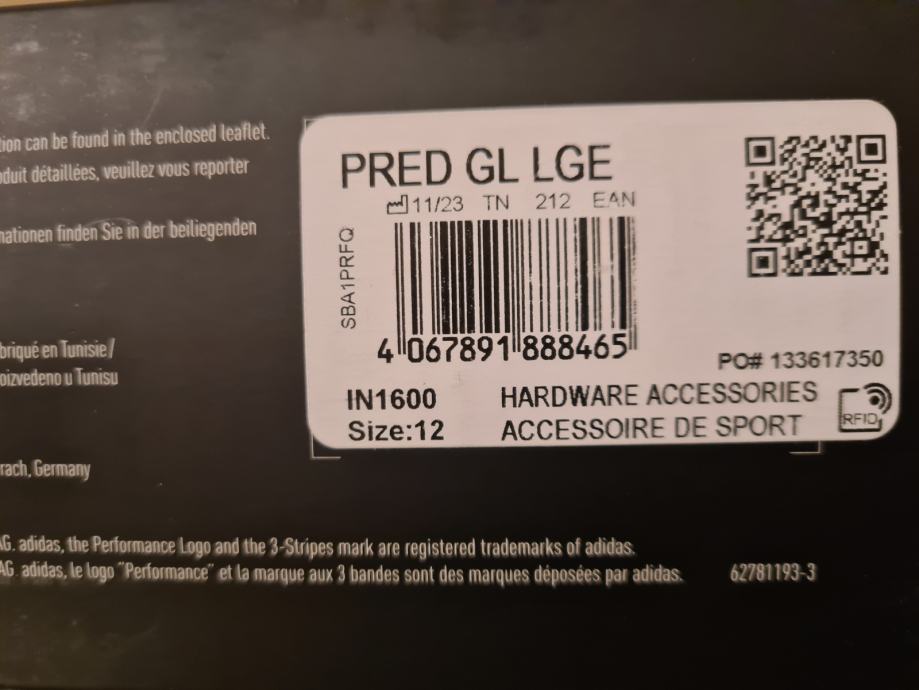 tion can be found in the enclosed leaflet.
oduit détaillées, veuillez vous reporter
nationen finden Sie in der beiliegenden
briqué en Tunisie/
oizvedeno u Tunisu
rach, Germany
PRED GL LGE
11/23 TN 212 EAN
SBA1PRFQ
4 067891 888465
PO# 133617350
IN1600 HARDWARE ACCESSORIES
Size:12 ACCESSOIRE DE SPORT
RFID
AG. adidas, the Performance Logo and the 3-Stripes mark are registered trademarks of adidas.
AG. adidas, le logo "Performance" et la marque aux 3 bandes sont des marques déposées par adidas.
62781193-3